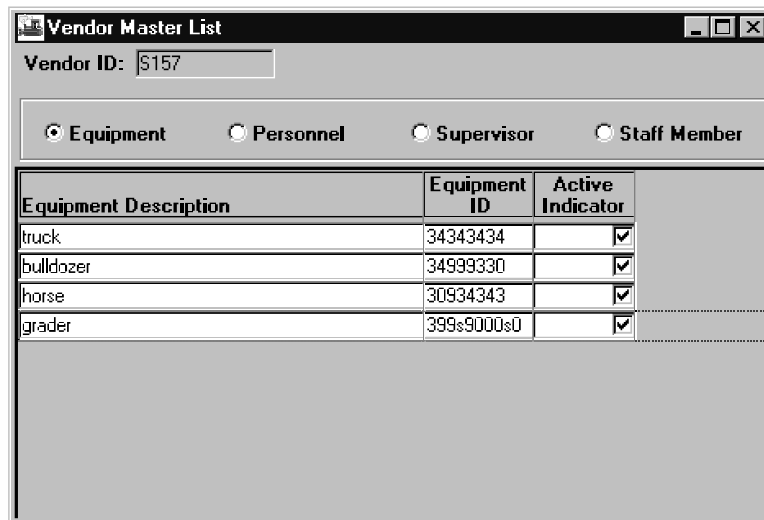 Vendor Master List
Vendor ID: S157
Equipment Personnel Supervisor Staff Member
Equipment Description Equipment ID Active Indicator
truck 34343434
bulldozer 34999330
horse 30934343
grader 399s9000s0